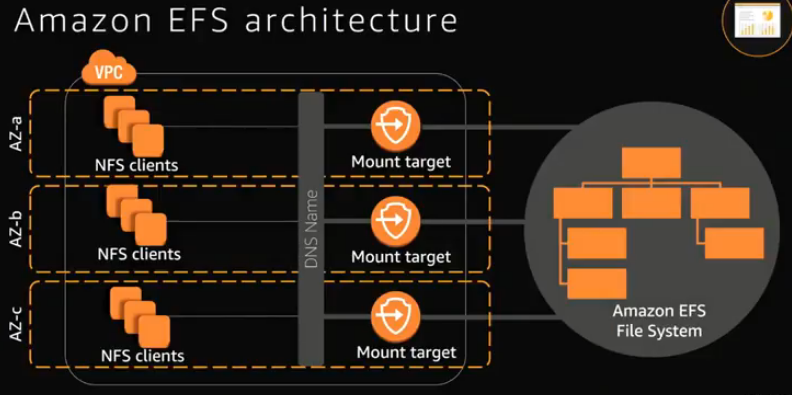 Amazon EFS architecture
VPC
AZ-a
NFS clients
Mount target
AZ-b
NFS clients
DNS Name
Mount target
AZ-c
NFS clients
Mount target
Amazon EFS
File System